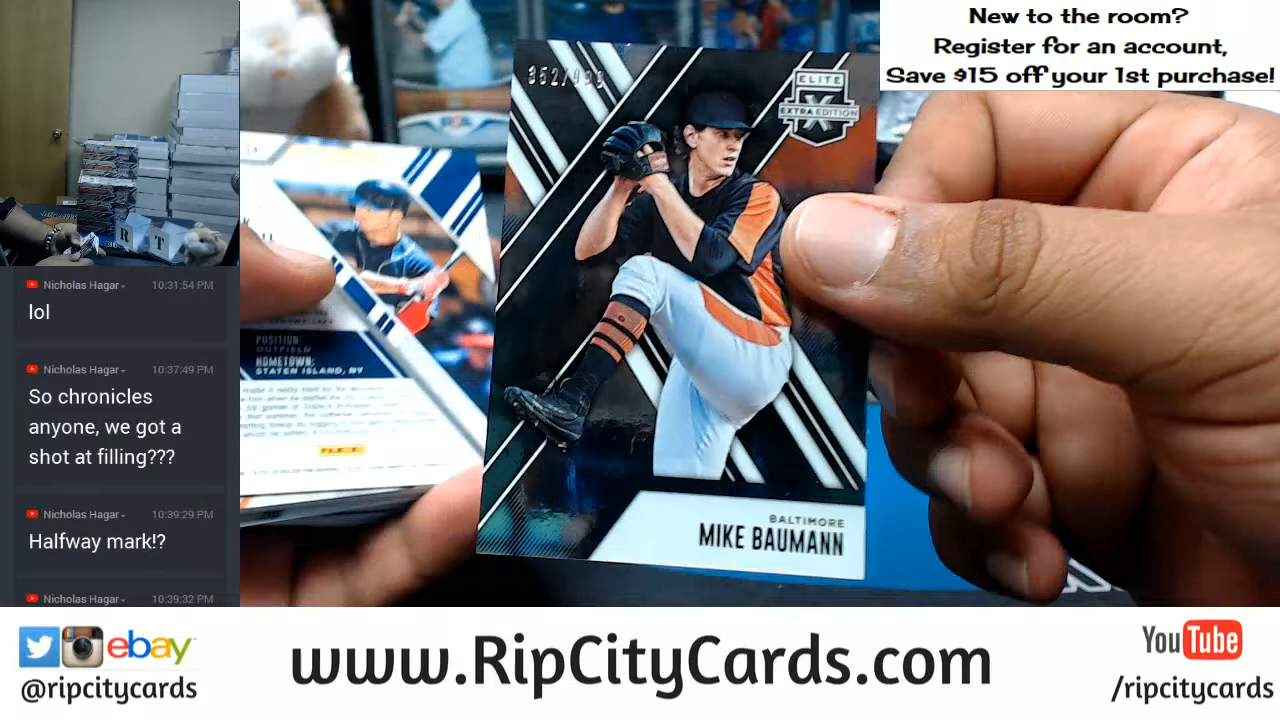 New to the room?
Register for an account,
Save $15 off your 1st purchase!
ELITE
EXTRA EDITION
X
BALTIMORE
MIKE BAUMANN
POSITION:
OUTFIELD
HOMETOWN:
STATEN ISLAND, NY
PANINI
R T
Nicholas Hagar 10:31:54 PM
lol
Nicholas Hagar 10:37:49 PM
So chronicles
anyone, we got a
shot at filling???
Nicholas Hagar 10:39:29 PM
Halfway mark!?
Nicholas Hagar 10:39:32 PM
ebay
@ripcitycards
www.RipCityCards.com
YouTube
/ripcitycards